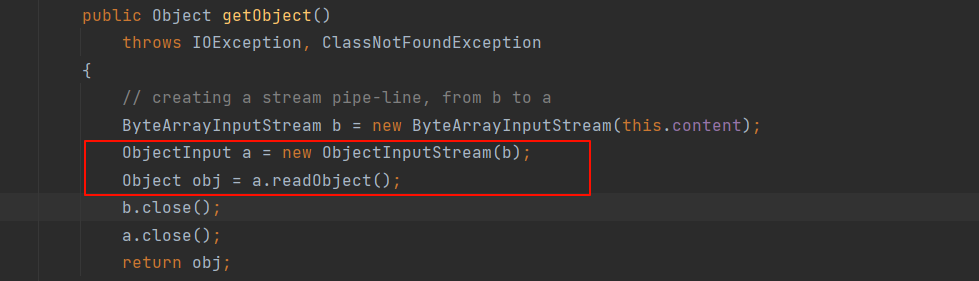 public Object getObject()
throws IOException, ClassNotFoundException
{
// creating a stream pipe-line, from b to a
ByteArrayInputStream b = new ByteArrayInputStream(this.content);
ObjectInput a = new ObjectInputStream(b);
Object obj = a.readObject();
b.close();
a.close();
return obj;